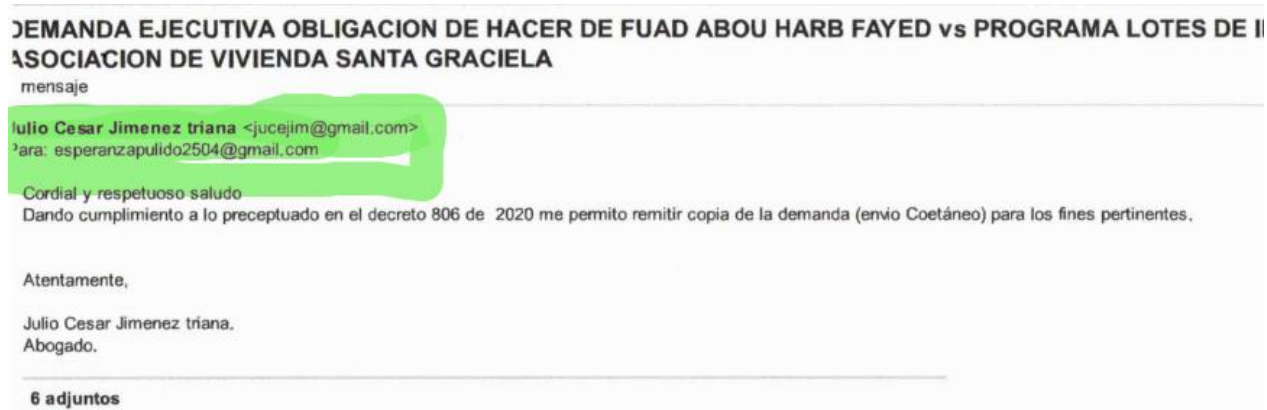 DEMANDA EJECUTIVA OBLIGACION DE HACER DE FUAD ABOU HARB FAYED vs PROGRAMA LOTES DE
ASOCIACION DE VIVIENDA SANTA GRACIELA
mensaje
Julio Cesar Jimenez triana <jucejim@gmail.com>
Para: esperanzapulido2504@gmail.com
Cordial y respetuoso saludo
Dando cumplimiento a lo preceptuado en el decreto 806 de 2020 me permito remitir copia de la demanda (envio Coetáneo) para los fines pertinentes.
Atentamente,
Julio Cesar Jimenez triana.
Abogado.
6 adjuntos